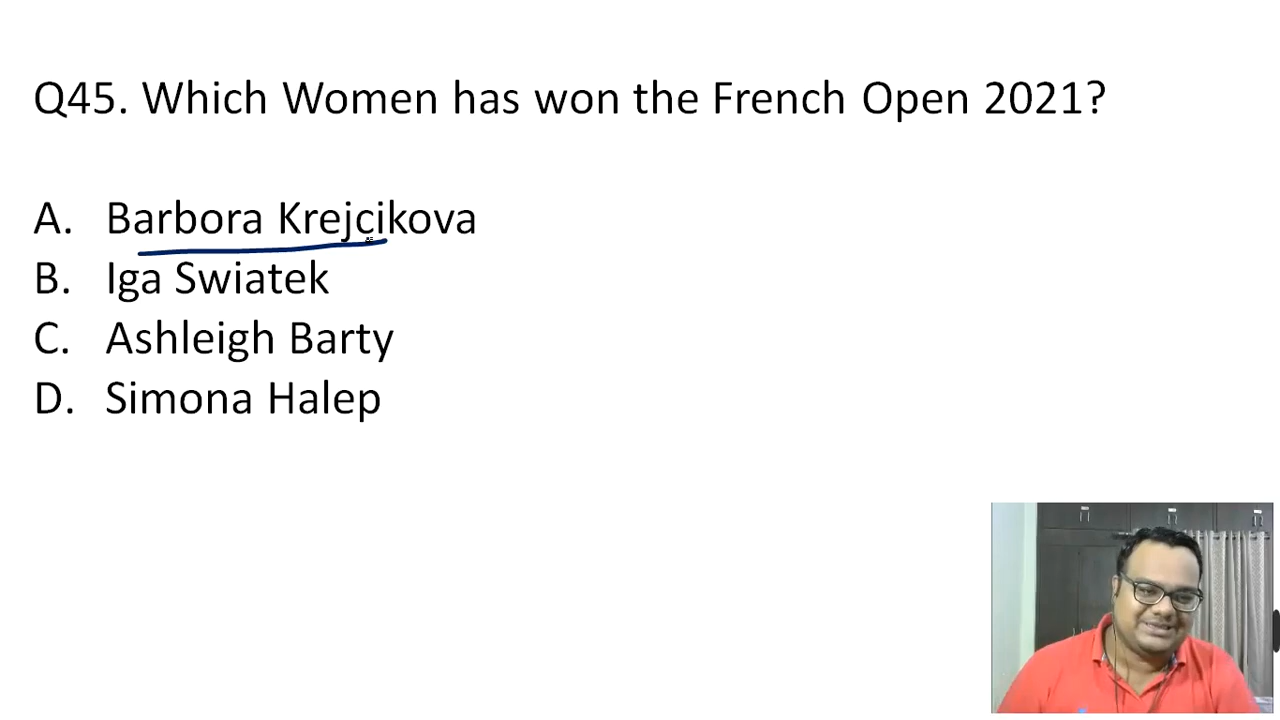 Q45. Which Women has won the French Open 2021?
A. Barbora Krejcikova
B. Iga Swiatek
C. Ashleigh Barty
D. Simona Halep